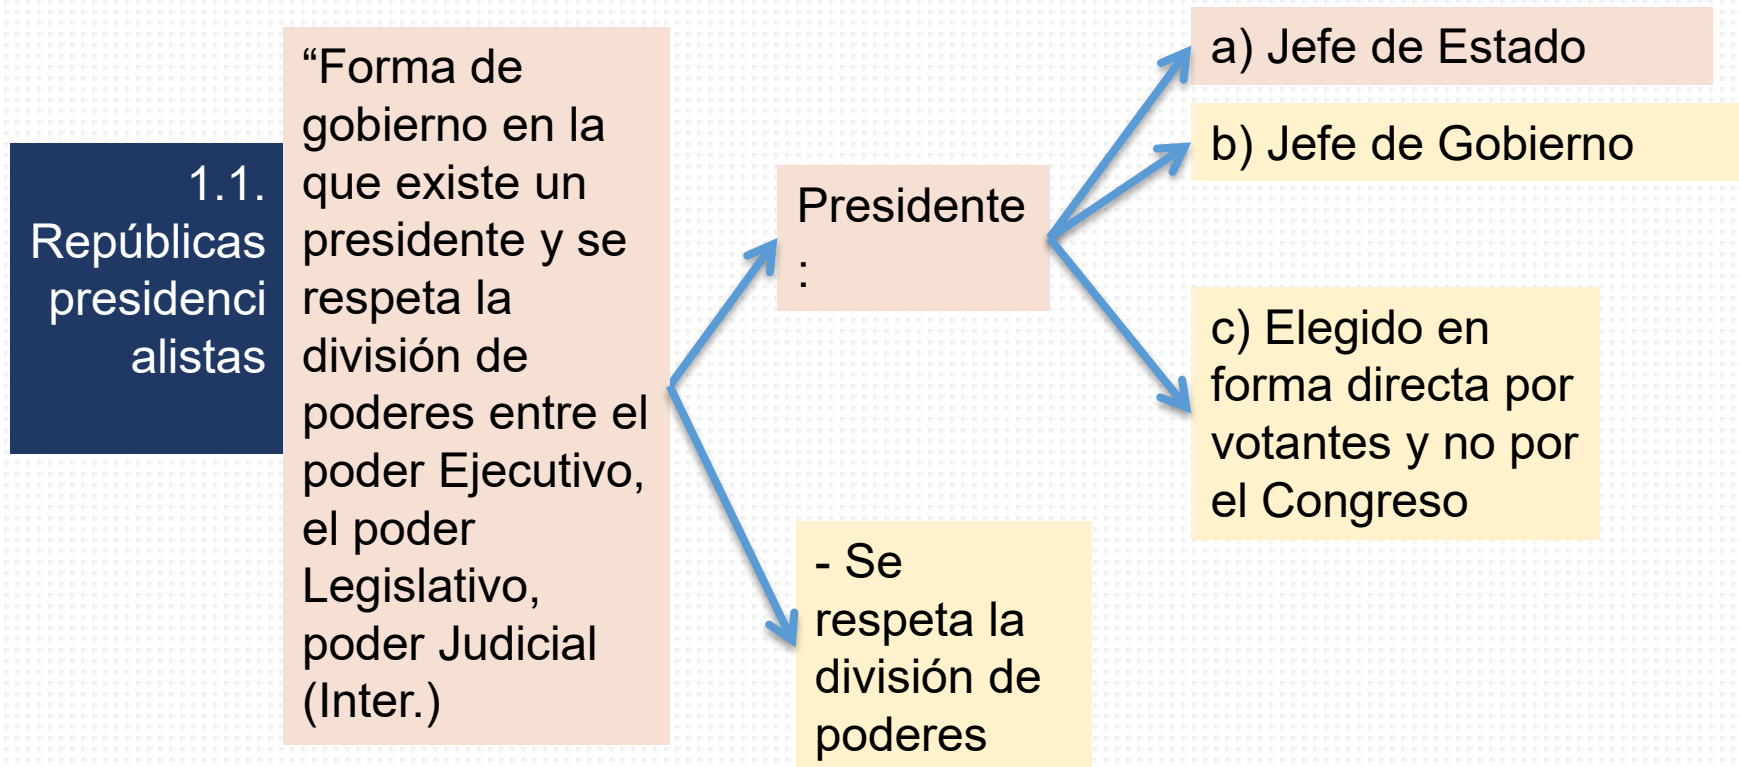 1.1.
Repúblicas
presidenci
alistas
“Forma de
gobierno en la
que existe un
presidente y se
respeta la
división de
poderes entre el
poder Ejecutivo,
el poder
Legislativo,
poder Judicial
(Inter.)
Presidente
:
a) Jefe de Estado
b) Jefe de Gobierno
c) Elegido en
forma directa por
votantes y no por
el Congreso
- Se
respeta la
división de
poderes